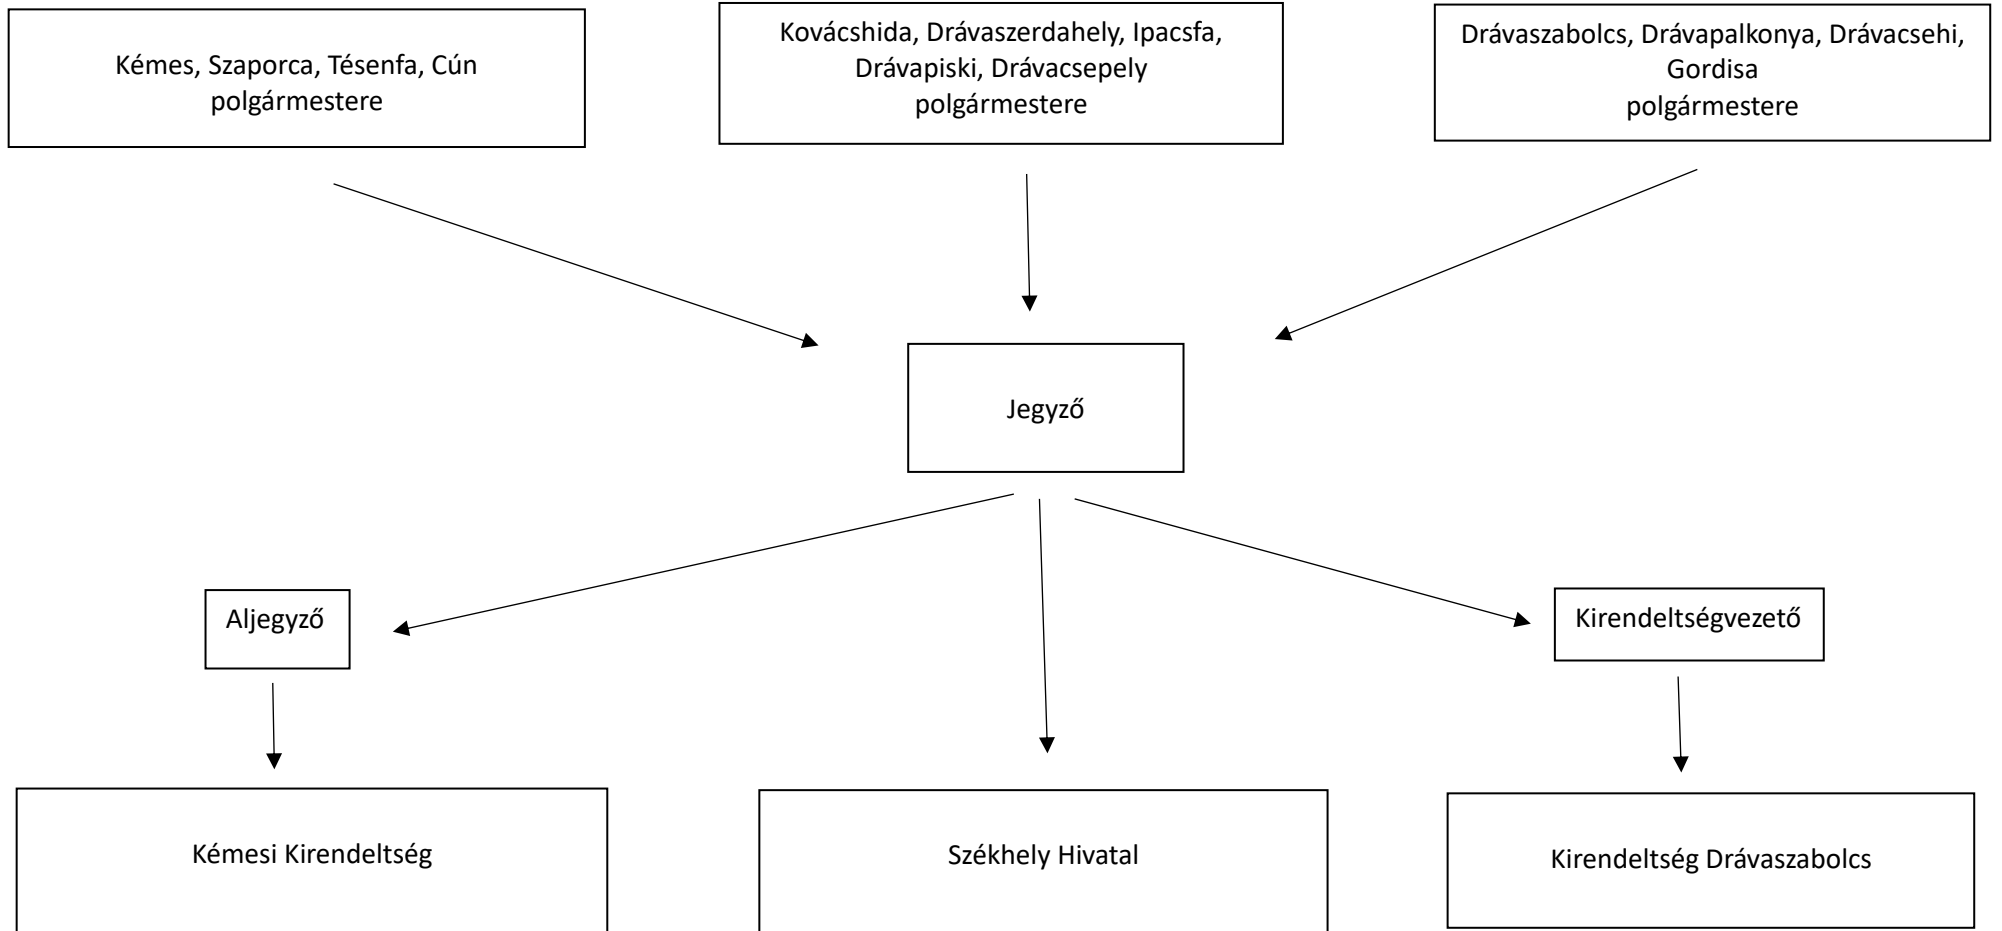 Kémes, Szaporca, Tésenfa, Cún
polgármestere
Kovácshida, Drávaszerdahely, Ipacsfa,
Drávapiski, Drávacsepely
polgármestere
Drávaszabolcs, Drávapalkonya, Drávacsehi,
Gordisa
polgármestere
Jegyző
Aljegyző
Kirendeltségvezető
Kémesi Kirendeltség
Székhely Hivatal
Kirendeltség Drávaszabolcs